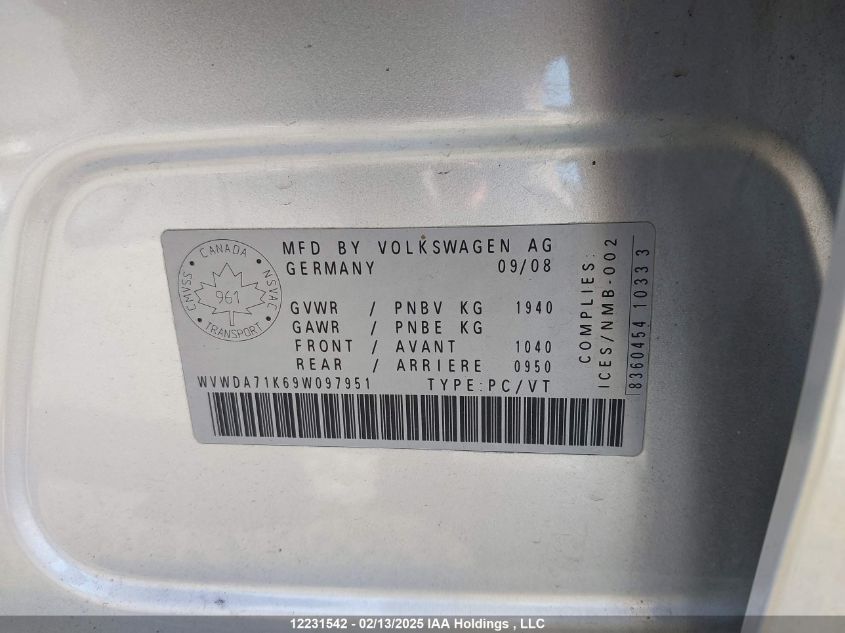 CANADA
CMVSS
NSVAC
961
TRANSPORT
MFD BY VOLKSWAGEN AG
GERMANY 09/08
GVWR / PNBV KG 1940
GAWR / PNBE KG
FRONT / AVANT 1040
REAR / ARRIERE 0950
WVWDA71K69W097951 TYPE:PC/VT
COMPLIES:
ICES/NMB-002
8360454 10333
12231542 - 02/13/2025 IAA Holdings , LLC